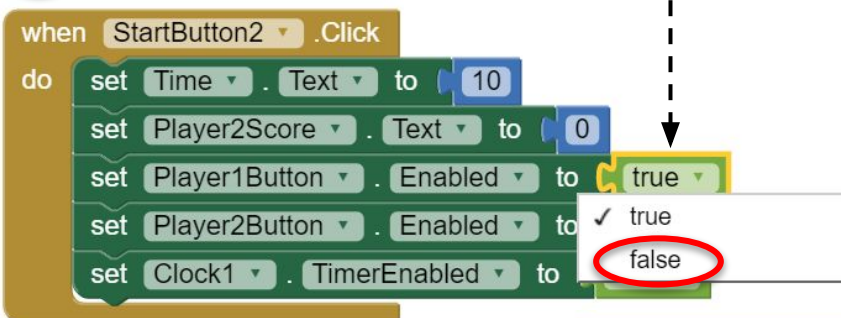 when StartButton2 .Click
do set Time . Text to 10
set Player2Score . Text to 0
set Player1Button . Enabled to true
✓ true
set Player2Button . Enabled to
false
set Clock1 . TimerEnabled to